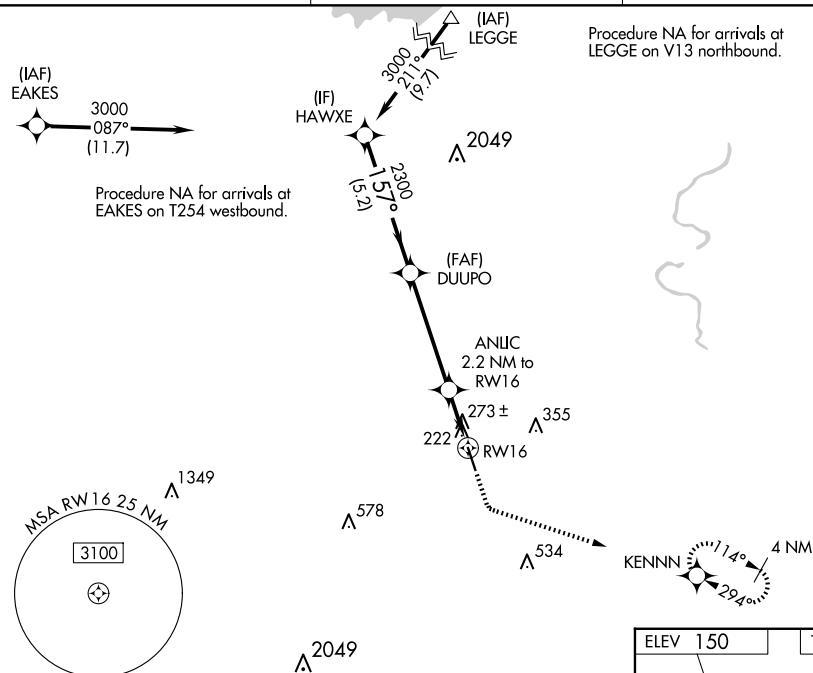 (IAF)
LEGGE
Procedure NA for arrivals at
LEGGE on V13 northbound.
3000
211°
(9.7)
(IAF)
EAKES
3000
087°
(11.7)
(IF)
HAWXE
2049
Procedure NA for arrivals at
EAKES on T254 westbound.
2300
157°
(5.2)
(FAF)
DUUPO
ANLIC
2.2 NM to
RW16
273 ±
355
222
RW16
1349
MSA RW16 25 NM
3100
578
534
KENNN
114°
4 NM
294°
2049
ELEV 150